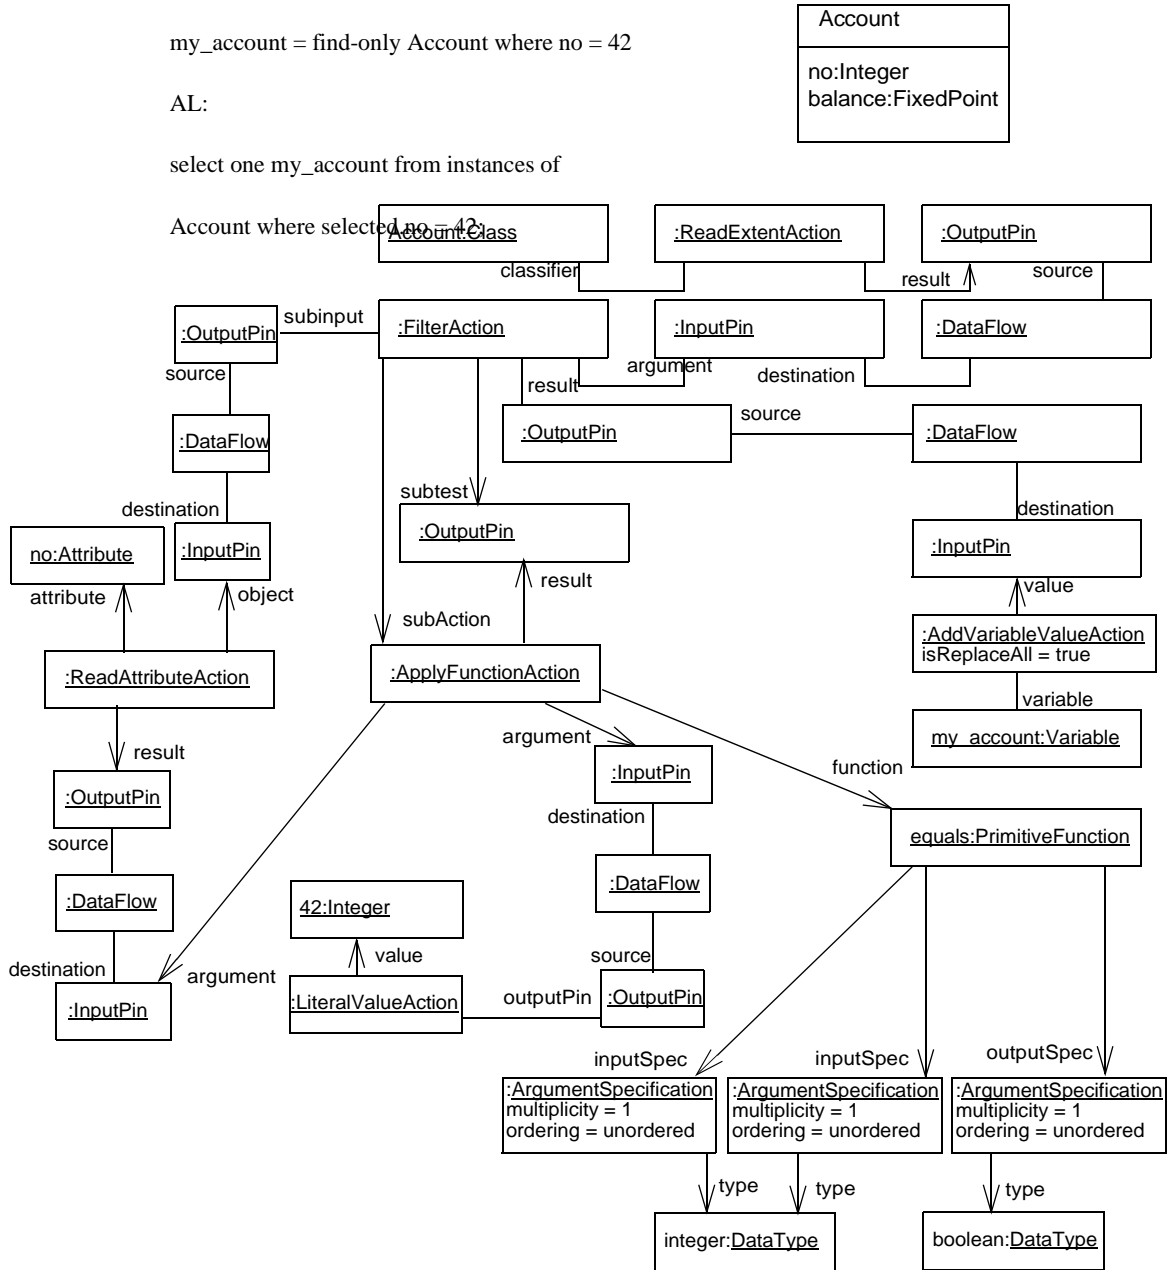 my_account = find-only Account where no = 42
Account
no:Integer
balance:FixedPoint
AL:
select one my_account from instances of
Account where selected.no = 42;
Account:Class
:ReadExtentAction
:OutputPin
classifier
result
source
:OutputPin
subinput
:FilterAction
:InputPin
:DataFlow
source
result
argument
destination
:DataFlow
:OutputPin
source
:DataFlow
destination
subtest
destination
no:Attribute
:InputPin
:OutputPin
:InputPin
attribute
object
result
value
subAction
:AddVariableValueAction
isReplaceAll = true
:ReadAttributeAction
:ApplyFunctionAction
variable
my_account:Variable
result
argument
:InputPin
function
:OutputPin
destination
equals:PrimitiveFunction
source
:DataFlow
42:Integer
:DataFlow
destination
argument
value
source
:InputPin
:LiteralValueAction
outputPin
:OutputPin
inputSpec
inputSpec
outputSpec
:ArgumentSpecification
multiplicity = 1
ordering = unordered
:ArgumentSpecification
multiplicity = 1
ordering = unordered
:ArgumentSpecification
multiplicity = 1
ordering = unordered
type
type
type
integer:DataType
boolean:DataType